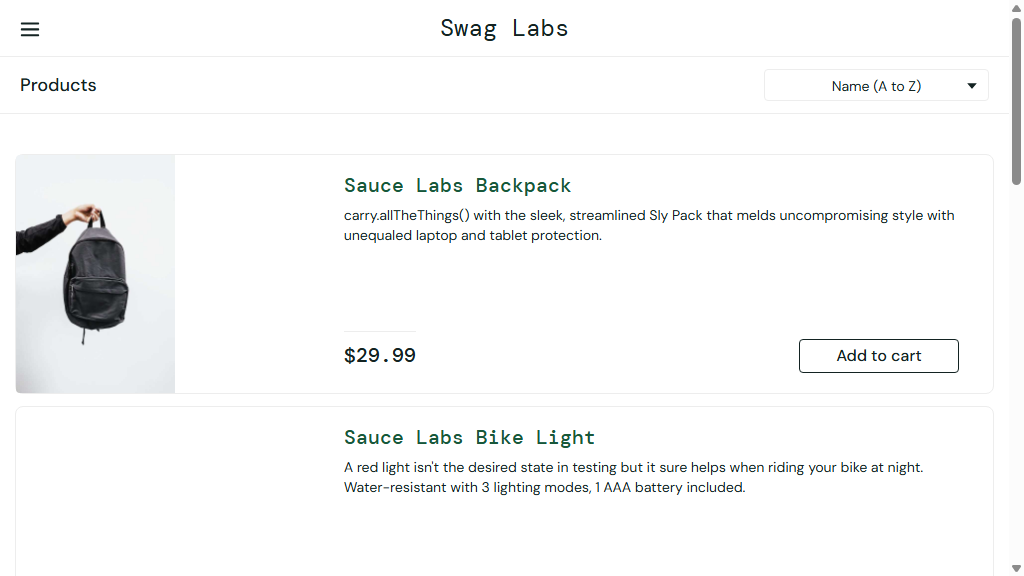 Swag Labs
Products
Name (A to Z)
Sauce Labs Backpack
carry.allTheThings() with the sleek, streamlined Sly Pack that melds uncompromising style with
unequaled laptop and tablet protection.
$29.99
Add to cart
Sauce Labs Bike Light
A red light isn't the desired state in testing but it sure helps when riding your bike at night.
Water-resistant with 3 lighting modes, 1 AAA battery included.